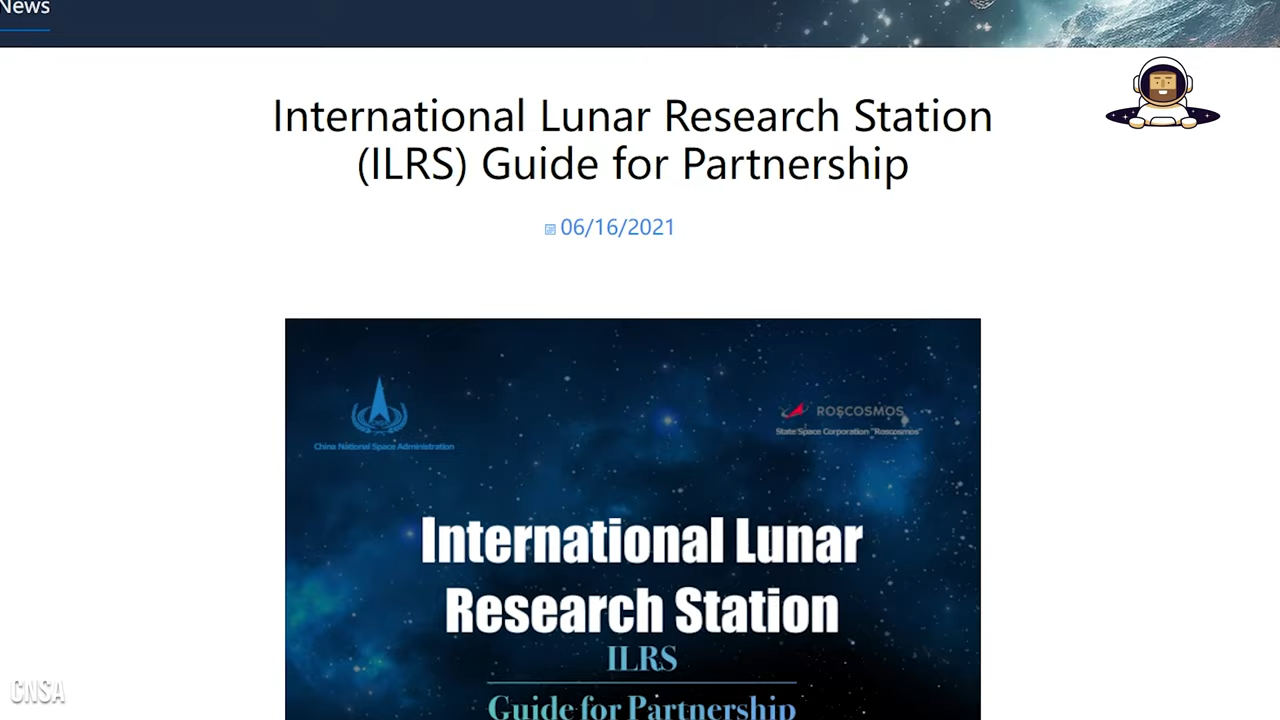 News
International Lunar Research Station
(ILRS) Guide for Partnership
06/16/2021
China National Space Administration
ROSCOSMOS
State Space Corporation "Roscosmos"
International Lunar
Research Station
ILRS
Guide for Partnership
CNSA